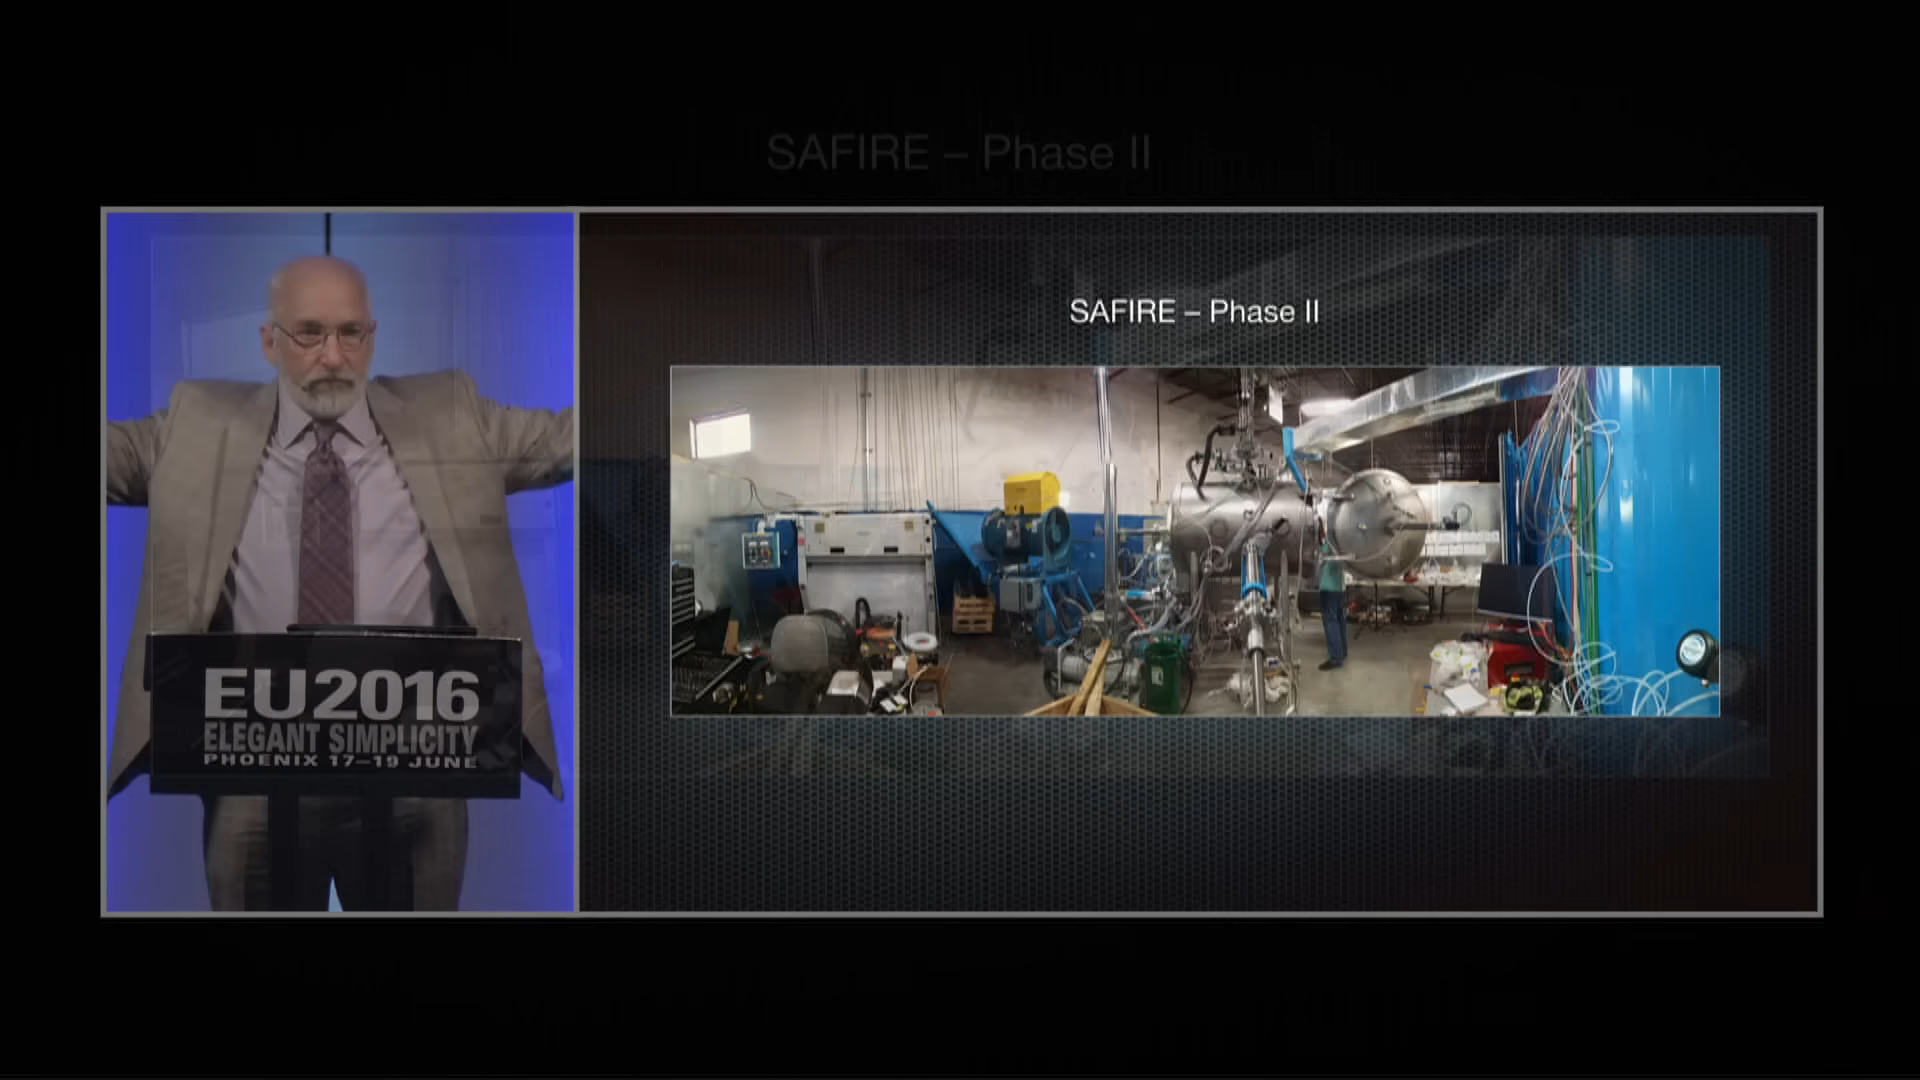 SAFIRE – Phase II
SAFIRE – Phase II
EU2016
ELEGANT SIMPLICITY
PHOENIX 17–19 JUNE